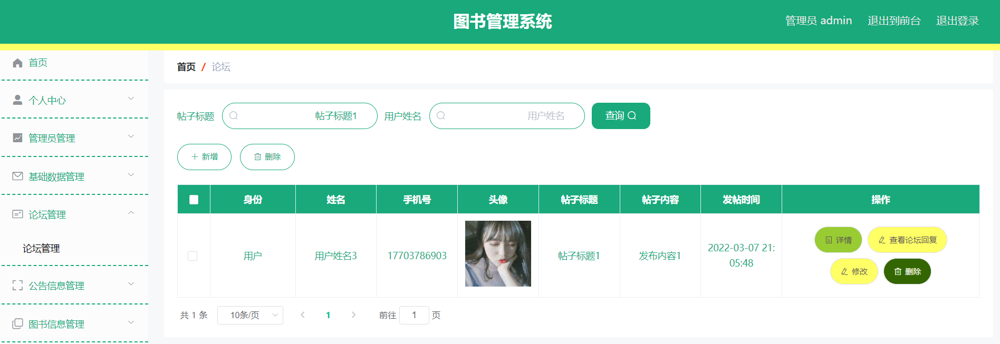 图书管理系统
管理员 admin 退出到前台 退出登录
首页
个人中心
管理员管理
基础数据管理
论坛管理
论坛管理
公告信息管理
图书信息管理
首页 / 论坛
帖子标题 帖子标题1 用户姓名 用户姓名 查询
新增 删除
身份 姓名 手机号 头像 帖子标题 帖子内容 发帖时间 操作
用户 用户姓名3 17703786903 帖子标题1 发布内容1 2022-03-07 21:
05:48
详情 查看论坛回复
修改 删除
共 1 条 10条/页 1 前往 1 页